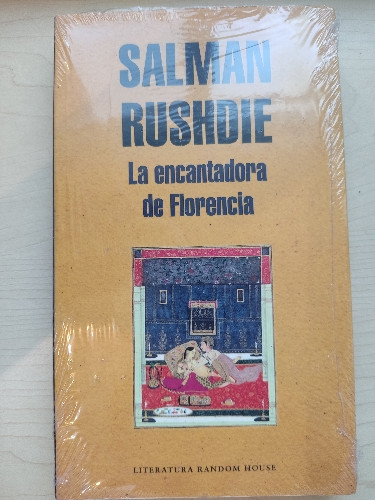 SALMAN
RUSHDIE
La encantadora
de Florencia
LITERATURA RANDOM HOUSE